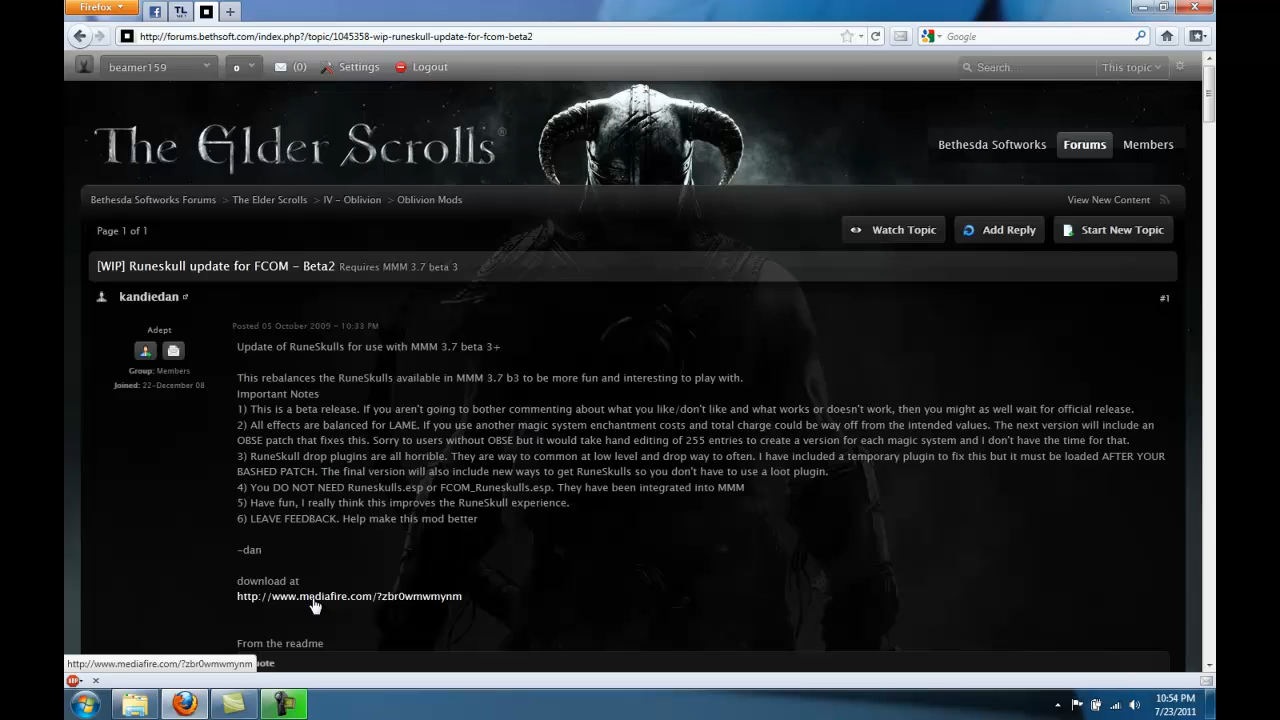 Firefox
TL
http://forums.bethsoft.com/index.php?/topic/1045358-wip-runeskull-update-for-fcom-beta2
Google
beamer159
0
(0)
Settings
Logout
Search...
This topic
The Elder Scrolls®
Bethesda Softworks
Forums
Members
Bethesda Softworks Forums > The Elder Scrolls > IV - Oblivion > Oblivion Mods
View New Content
Page 1 of 1
Watch Topic
Add Reply
Start New Topic
[WIP] Runeskull update for FCOM - Beta2 Requires MMM 3.7 beta 3
kandiedan
#1
Adept
Group: Members
Joined: 22-December 08
Posted 05 October 2009 - 10:33 PM
Update of RuneSkulls for use with MMM 3.7 beta 3+
This rebalances the RuneSkulls available in MMM 3.7 b3 to be more fun and interesting to play with.
Important Notes
1) This is a beta release. If you aren't going to bother commenting about what you like/don't like and what works or doesn't work, then you might as well wait for official release.
2) All effects are balanced for LAME. If you use another magic system enchantment costs and total charge could be way off from the intended values. The next version will include an
OBSE patch that fixes this. Sorry to users without OBSE but it would take hand editing of 255 entries to create a version for each magic system and I don't have the time for that.
3) RuneSkull drop plugins are all horrible. They are way to common at low level and drop way to often. I have included a temporary plugin to fix this but it must be loaded AFTER YOUR
BASHED PATCH. The final version will also include new ways to get RuneSkulls so you don't have to use a loot plugin.
4) You DO NOT NEED Runeskulls.esp or FCOM_Runeskulls.esp. They have been integrated into MMM
5) Have fun, I really think this improves the RuneSkull experience.
6) LEAVE FEEDBACK. Help make this mod better
-dan
download at
http://www.mediafire.com/?zbr0wmwmynm
From the readme
http://www.mediafire.com/?zbr0wmwmynm
10:54 PM
7/23/2011